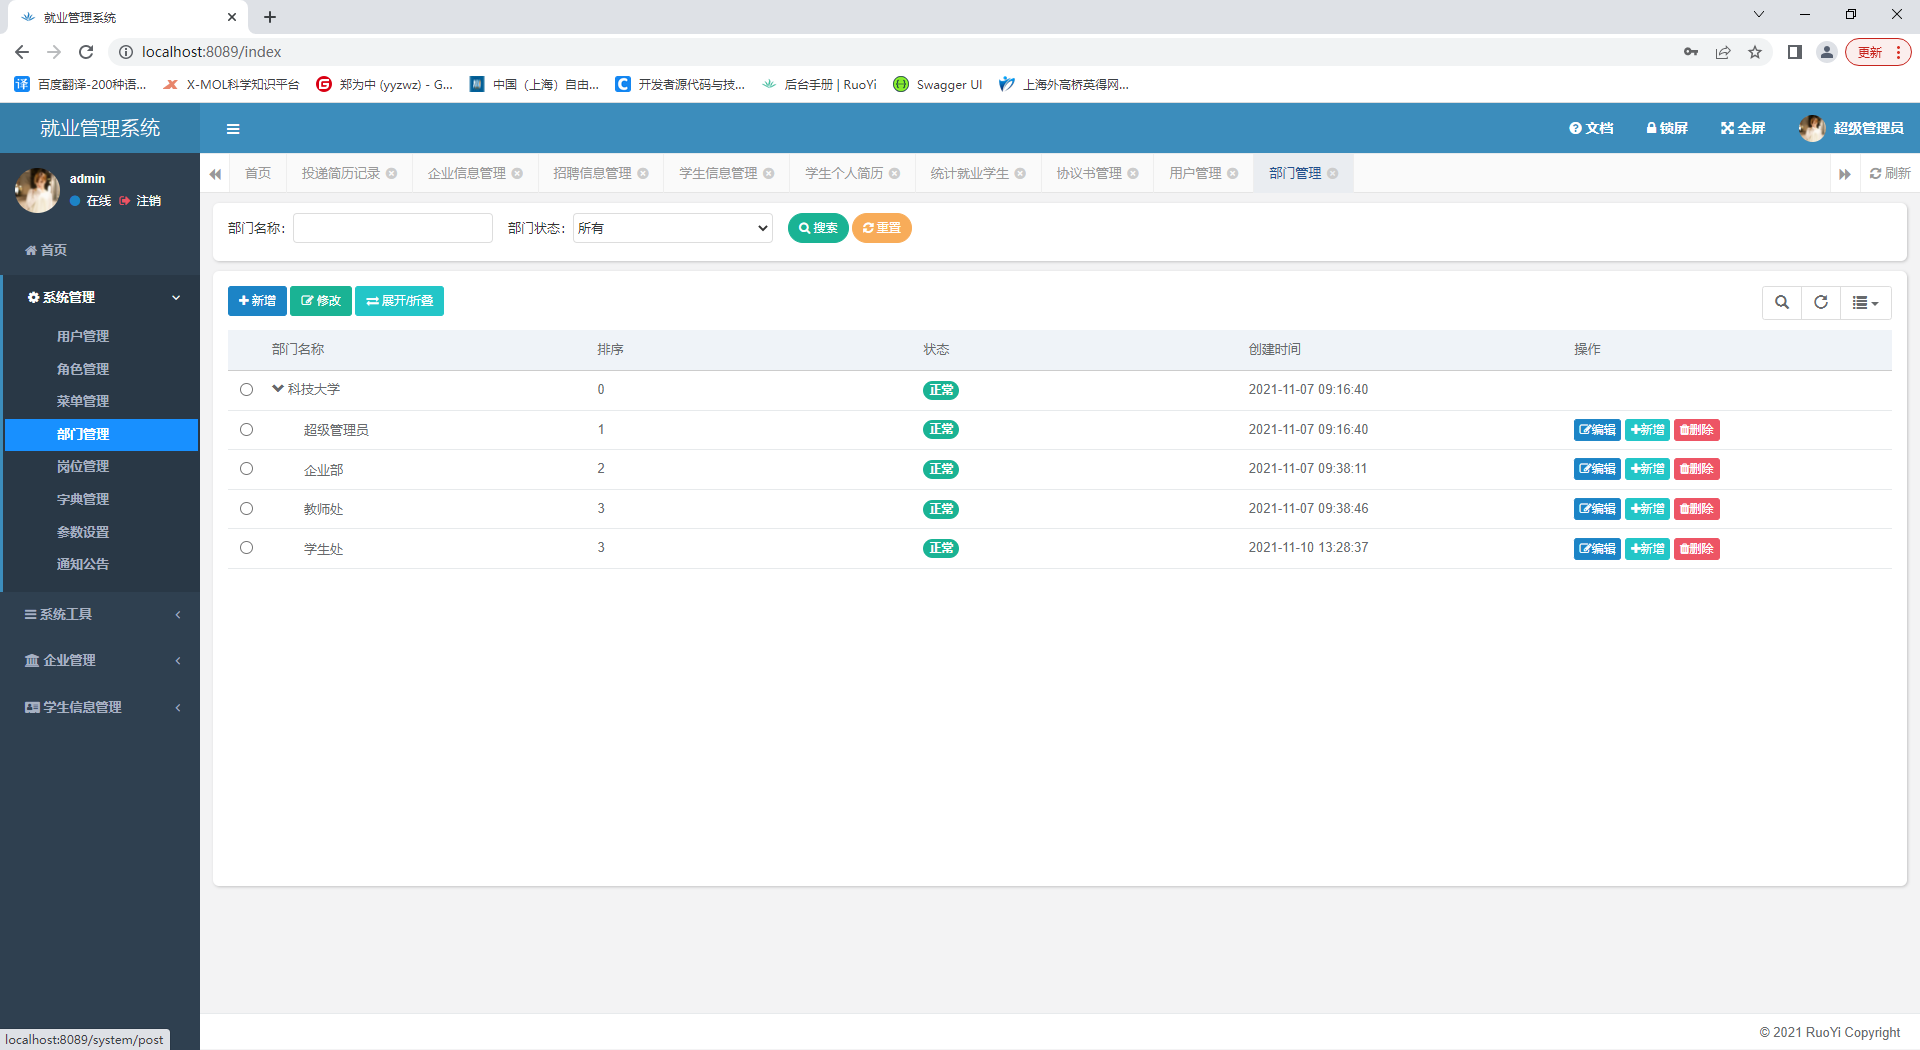 就业管理系统
localhost:8089/index
更新
百度翻译-200种语...
X-MOL科学知识平台
郑为中 (yyzwz) - G...
中国（上海）自由...
开发者源代码与技...
后台手册 | RuoYi
Swagger UI
上海外高桥英得网...
就业管理系统
文档
锁屏
全屏
超级管理员
admin
在线 注销
首页
系统管理
用户管理
角色管理
菜单管理
部门管理
岗位管理
字典管理
参数设置
通知公告
系统工具
企业管理
学生信息管理
首页
投递简历记录
企业信息管理
招聘信息管理
学生信息管理
学生个人简历
统计就业学生
协议书管理
用户管理
部门管理
刷新
部门名称： 部门状态： 所有 搜索 重置
新增 修改 展开/折叠
部门名称 排序 状态 创建时间 操作
科技大学 0 正常 2021-11-07 09:16:40
超级管理员 1 正常 2021-11-07 09:16:40 编辑 新增 删除
企业部 2 正常 2021-11-07 09:38:11 编辑 新增 删除
教师处 3 正常 2021-11-07 09:38:46 编辑 新增 删除
学生处 3 正常 2021-11-10 13:28:37 编辑 新增 删除
© 2021 RuoYi Copyright
localhost:8089/system/post